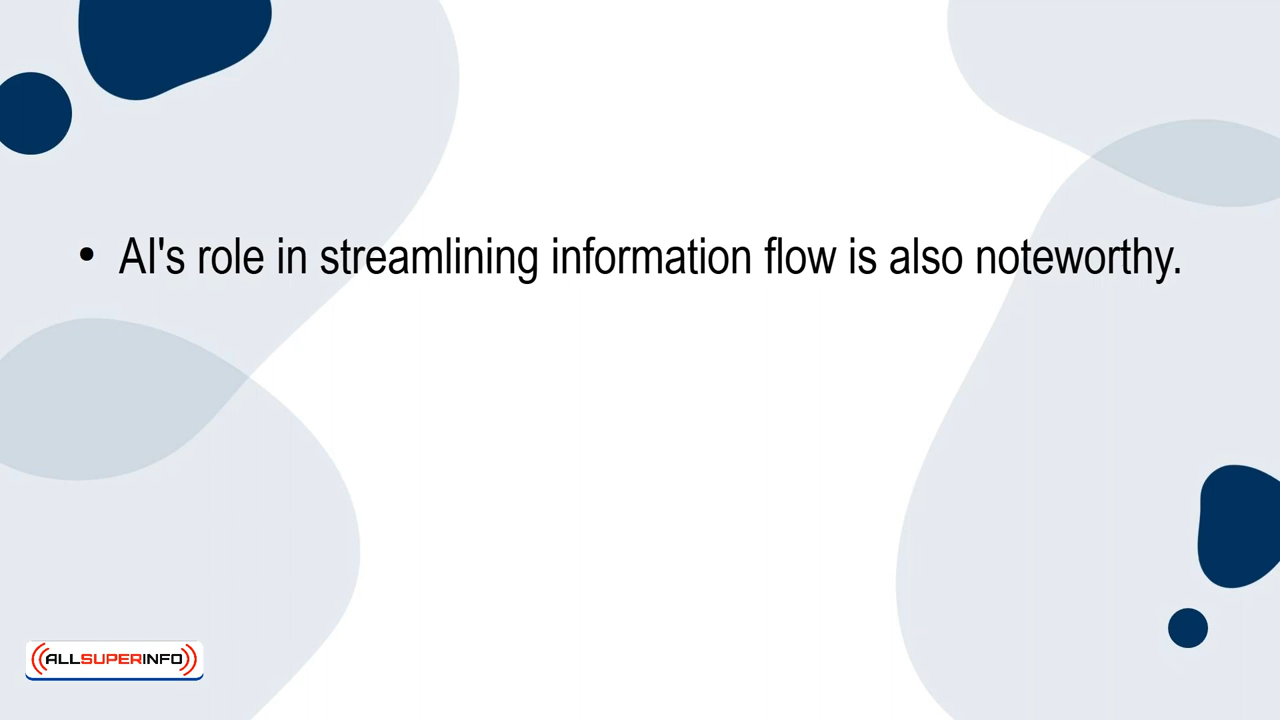 • AI's role in streamlining information flow is also noteworthy.
ALLSUPERINFO